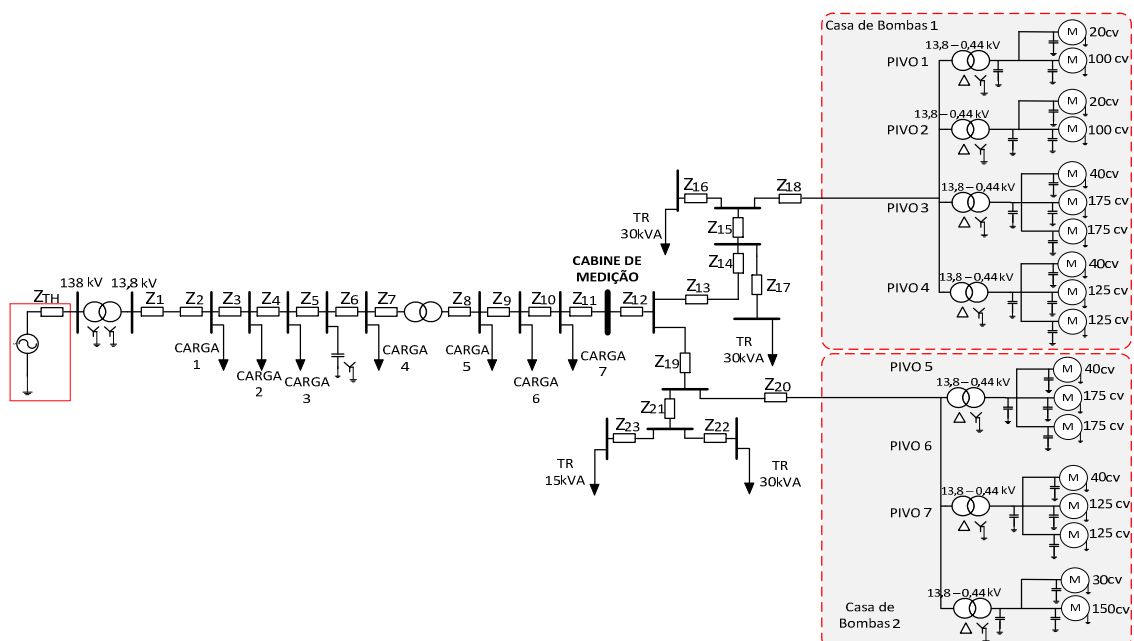 Z_TH
138 kV
13,8 kV
Z1
Z2
Z3
Z4
Z5
Z6
Z7
Z8
Z9
Z10
Z11
CABINE DE
MEDIÇÃO
Z12
CARGA
1
CARGA
2
CARGA
3
CARGA
4
CARGA
5
CARGA
6
CARGA
7
Z13
Z14
Z15
Z16
Z17
Z18
TR
30kVA
TR
30kVA
Z19
Z20
Z21
Z22
Z23
TR
15kVA
TR
30kVA
Casa de Bombas 1
PIVO 1
13,8–0,44 kV
M
20cv
M
100 cv
PIVO 2
13,8–0,44 kV
M
20cv
M
100 cv
PIVO 3
13,8–0,44 kV
M
40cv
M
175 cv
M
175 cv
PIVO 4
13,8–0,44 kV
M
40cv
M
125 cv
M
125 cv
PIVO 5
13,8–0,44 kV
M
40cv
M
175 cv
M
175 cv
PIVO 6
PIVO 7
13,8–0,44 kV
M
40cv
M
125 cv
M
125 cv
13,8–0,44 kV
M
30cv
M
150cv
Casa de
Bombas 2